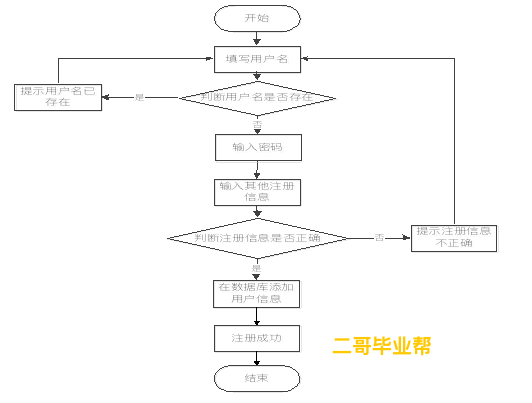 开始
填写用户名
提示用户名已
存在
是
判断用户名是否存在
否
输入密码
输入其他注册
信息
判断注册信息是否正确
否
提示注册信息
不正确
是
在数据库添加
用户信息
注册成功
二哥毕业帮
结束